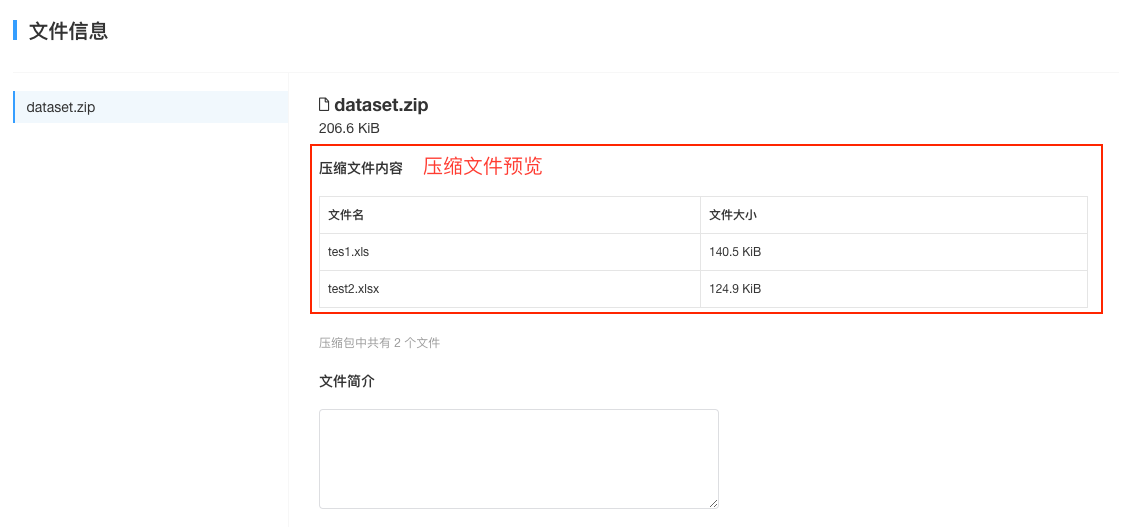 文件信息
dataset.zip
dataset.zip
206.6 KiB
压缩文件内容 压缩文件预览
文件名 文件大小
tes1.xls 140.5 KiB
test2.xlsx 124.9 KiB
压缩包中共有 2 个文件
文件简介